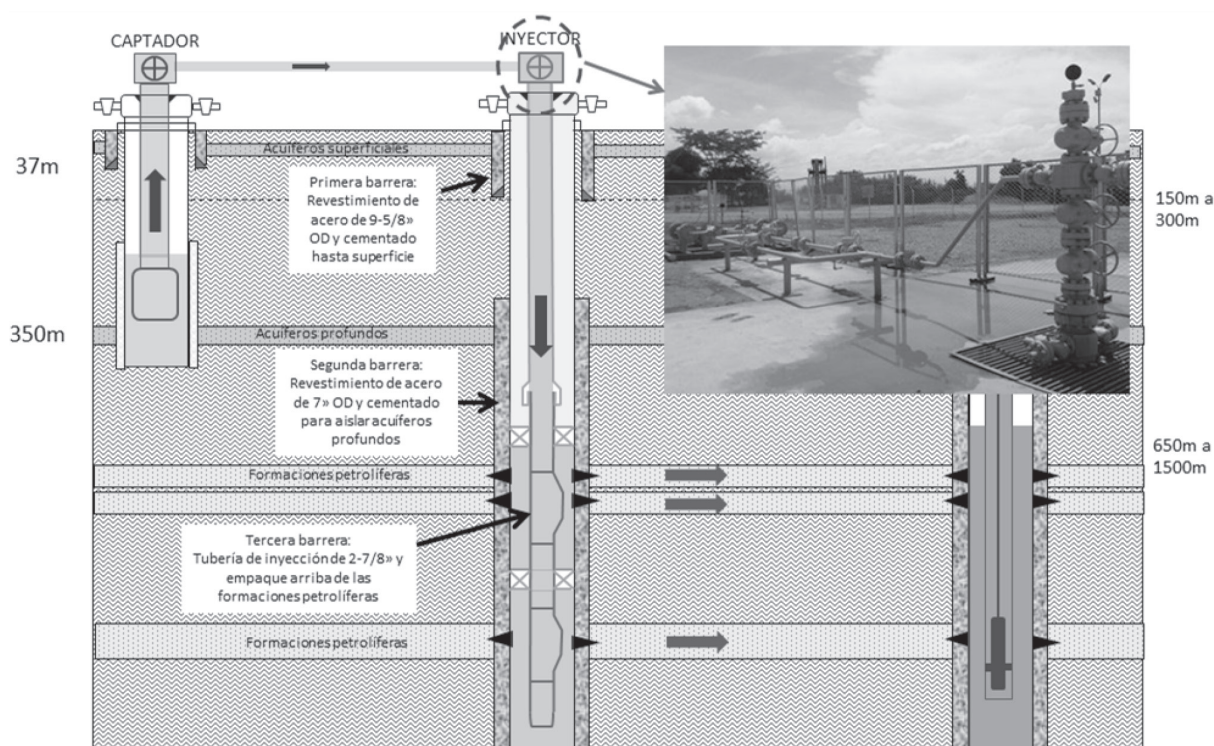 CAPTADOR
INYECTOR
Acuíferos superficiales
37m
Primera barrera:
Revestimiento de
acero de 9-5/8»
OD y cementado
hasta superficie
150m a
300m
350m
Acuíferos profundos
Segunda barrera:
Revestimiento de acero
de 7» OD y cementado
para aislar acuíferos
profundos
650m a
1500m
Formaciones petrolíferas
Tercera barrera:
Tubería de inyección de 2-7/8» y
empaque arriba de las
formaciones petrolíferas
Formaciones petrolíferas